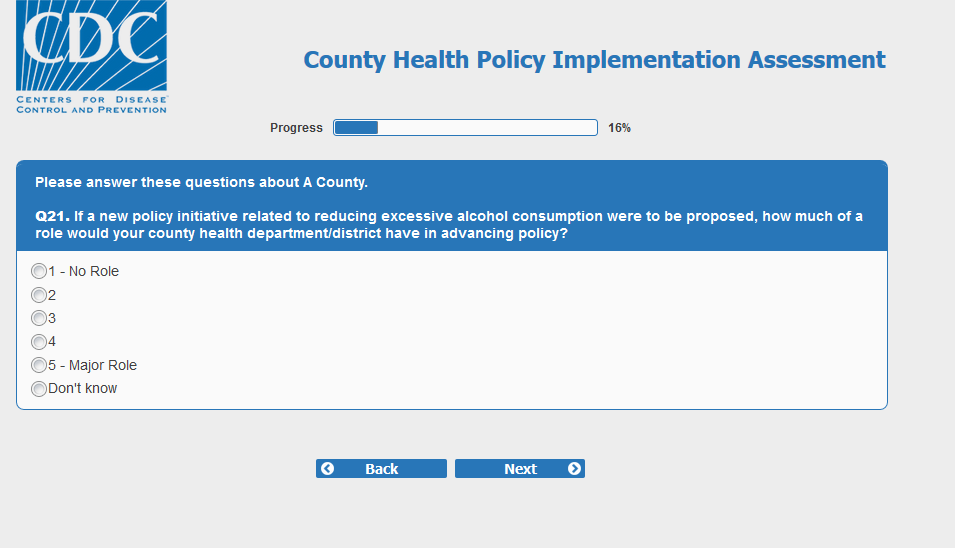 CDC
CENTERS FOR DISEASE
CONTROL AND PREVENTION
County Health Policy Implementation Assessment
Progress 16%
Please answer these questions about A County.
Q21. If a new policy initiative related to reducing excessive alcohol consumption were to be proposed, how much of a
role would your county health department/district have in advancing policy?
1 - No Role
2
3
4
5 - Major Role
Don't know
Back Next